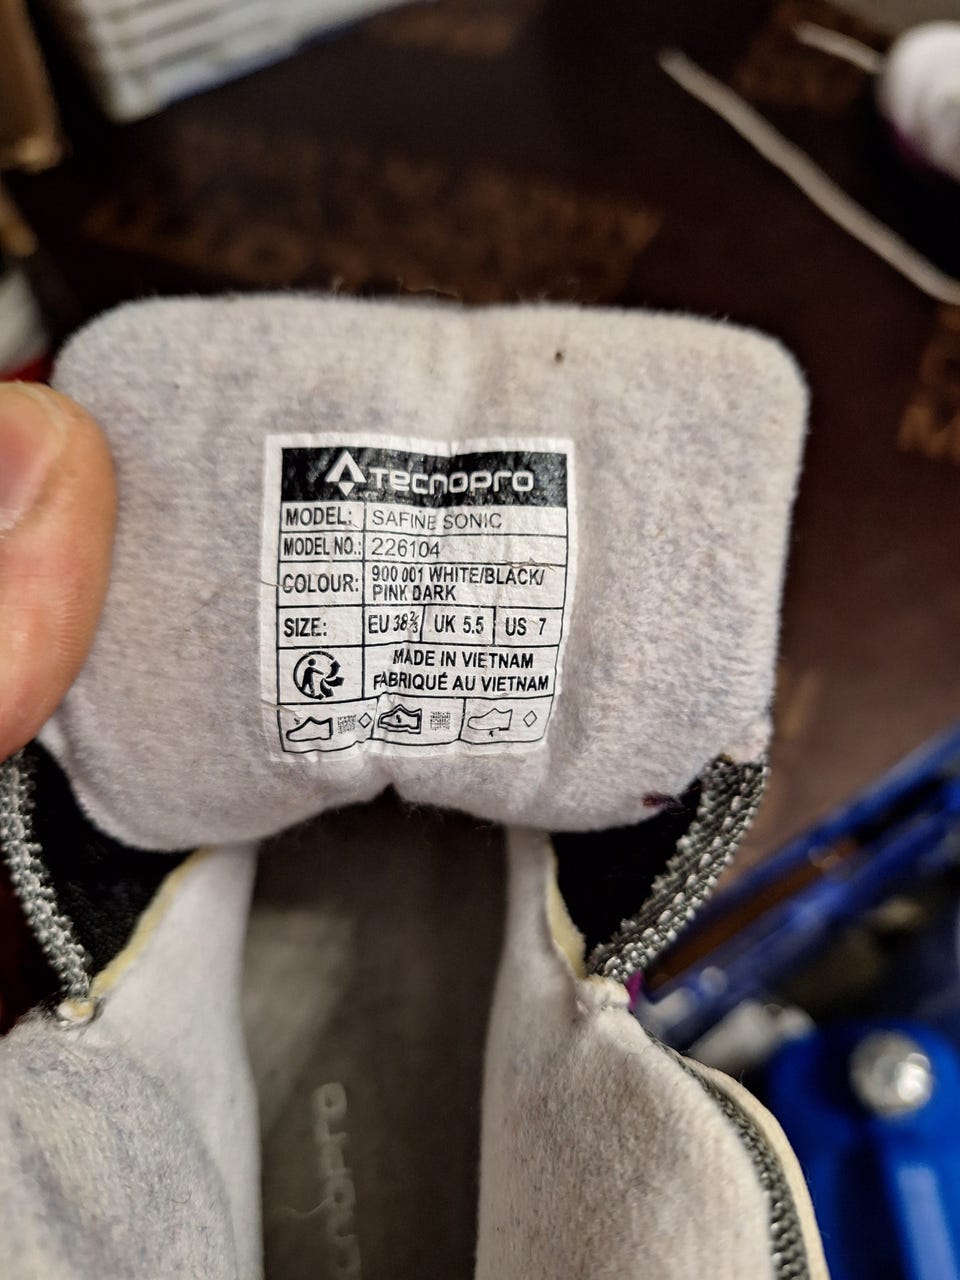 TECNOPRO
MODEL: SAFINE SONIC
MODEL NO.: 226104
COLOUR: 900 001 WHITE/BLACK/
PINK DARK
SIZE: EU 38⅔ UK 5.5 US 7
MADE IN VIETNAM
FABRIQUÉ AU VIETNAM